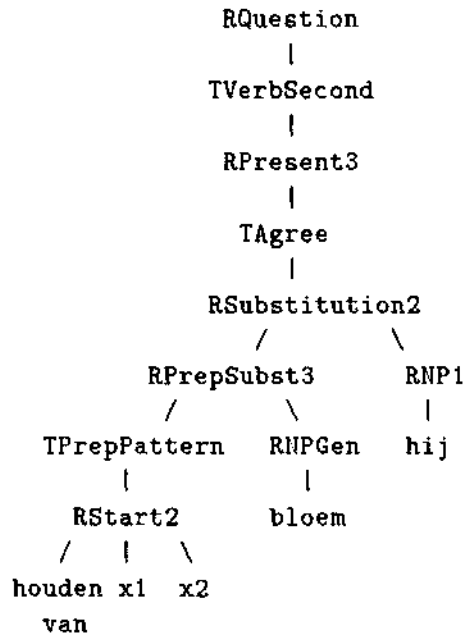 RQuestion
|
TVerbSecond
|
RPresent3
|
TAgree
|
RSubstitution2
/ \
RPrepSubst3 RNP1
/ \ |
TPrepPattern RNPGen hij
| |
RStart2 bloem
/ | \
houden x1 x2
van